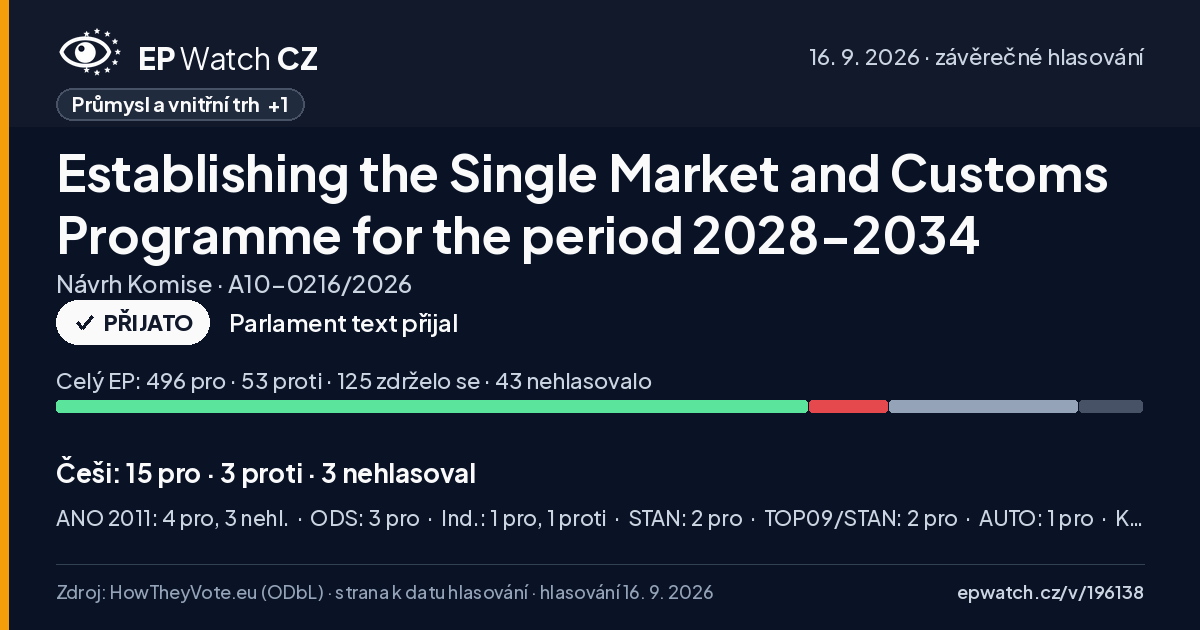 EP Watch CZ
16. 9. 2026 · závěrečné hlasování
Průmysl a vnitřní trh +1
Establishing the Single Market and Customs
Programme for the period 2028–2034
Návrh Komise · A10–0216/2026
✓ PŘIJATO Parlament text přijal
Celý EP: 496 pro · 53 proti · 125 zdrželo se · 43 nehlasovalo
Češi: 15 pro · 3 proti · 3 nehlasoval
ANO 2011: 4 pro, 3 nehl. · ODS: 3 pro · Ind.: 1 pro, 1 proti · STAN: 2 pro · TOP09/STAN: 2 pro · AUTO: 1 pro · K…
Zdroj: HowTheyVote.eu (ODbL) · strana k datu hlasování · hlasování 16. 9. 2026
epwatch.cz/v/196138